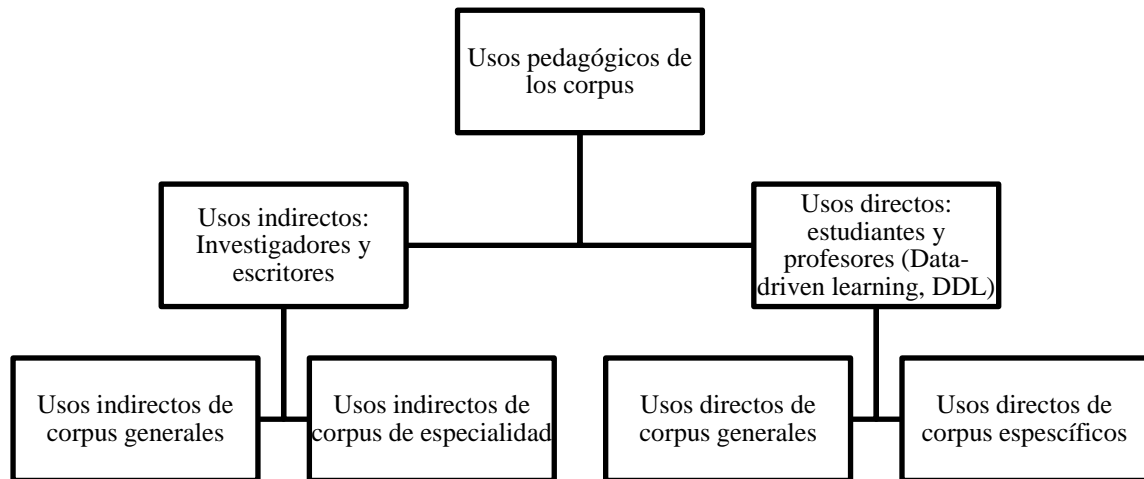 Usos pedagógicos de
los corpus
Usos indirectos:
Investigadores y
escritores
Usos directos:
estudiantes y
profesores (Data-
driven learning, DDL)
Usos indirectos de
corpus generales
Usos indirectos de
corpus de especialidad
Usos directos de
corpus generales
Usos directos de
corpus espescíficos